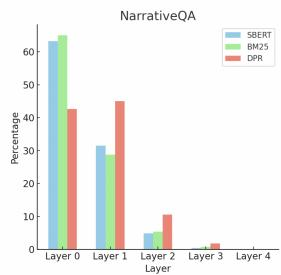 NarrativeQA
SBERT
BM25
DPR
60
50
40
30
20
10
0
Percentage
Layer 0 Layer 1 Layer 2 Layer 3 Layer 4
Layer